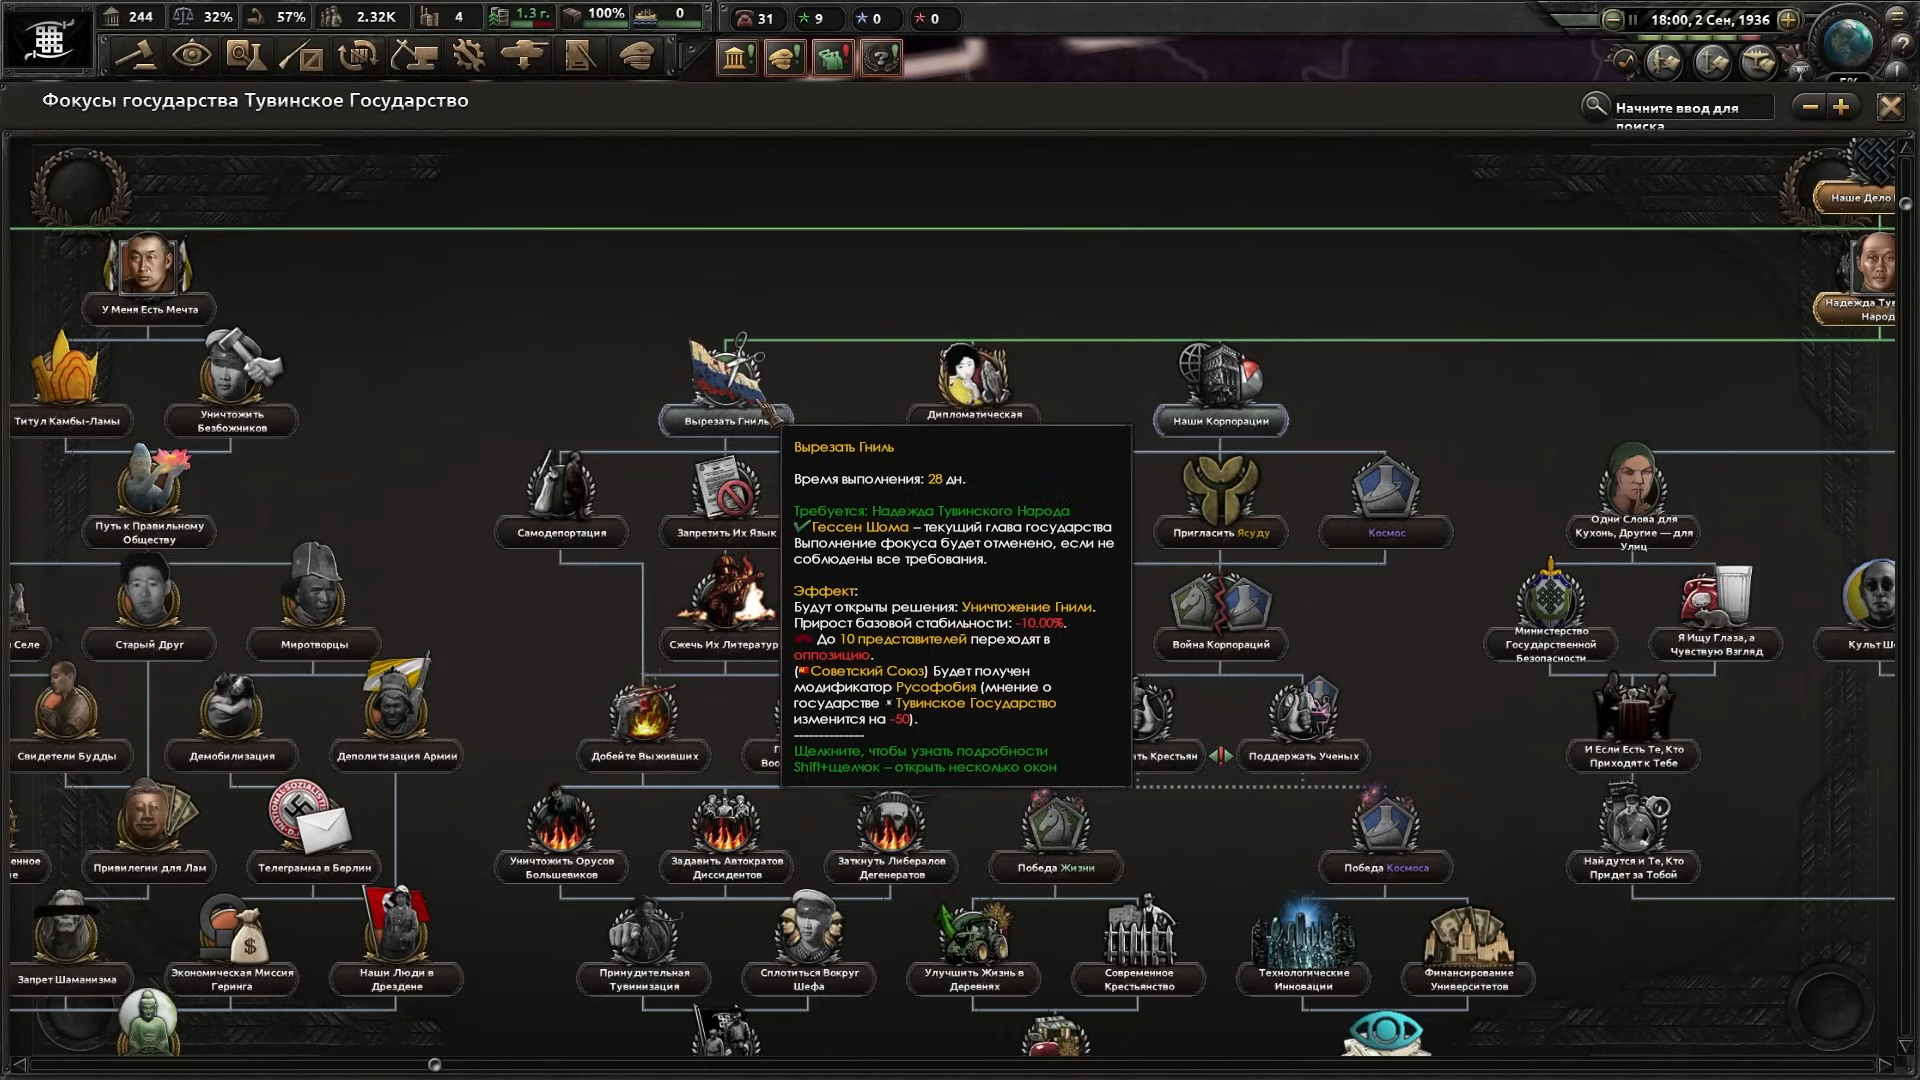 244
32%
57%
2.32K
4
1.3 г.
100%
0
31
9
0
0
18:00, 2 Сен, 1936
Фокусы государства Тувинское Государство
Начните ввод для
поиска
Наше Дело
У Меня Есть Мечта
Надежда Тув
Народ
Титул Камбы-Ламы
Уничтожить
Безбожников
Вырезать Гниль
Дипломатическая
Наши Корпорации
Вырезать Гниль
Время выполнения: 28 дн.
Требуется: Надежда Тувинского Народа
Гессен Шома – текущий глава государства
Выполнение фокуса будет отменено, если не
соблюдены все требования.
Эффект:
Будут открыты решения: Уничтожение Гнили.
Прирост базовой стабильности: -10.00%.
До 10 представителей переходят в
оппозицию.
(Советский Союз) Будет получен
модификатор Русофобия (мнение о
государстве Тувинское Государство
изменится на -50).
--------------
Щелкните, чтобы узнать подробности
Shift+щелчок – открыть несколько окон
Путь к Правильному
Обществу
Самодепортация
Запретить Их Язык
Пригласить Ясуду
Космос
Одни Слова для
Кухонь, Другие — для
Улиц
Селе
Старый Друг
Миротворцы
Сжечь Их Литератур
Война Корпораций
Министерство
Государственной
Безопасности
Я Ищу Глаза, а
Чувствую Взгляд
Культ Ш
Свидетели Будды
Демобилизация
Деполитизация Армии
Добейте Выживших
ать Крестьян
Поддержать Ученых
И Если Есть Те, Кто
Приходят к Тебе
NATIONAL-SOZIALIS
Привилегии для Лам
Телеграмма в Берлин
Уничтожить Орусов
Большевиков
Задавить Автократов
Диссидентов
Заткнуть Либералов
Дегенератов
Победа Жизни
Победа Космоса
Найдутся и Те, Кто
Придет за Тобой
Запрет Шаманизма
Экономическая Миссия
Геринга
Наши Люди в
Дрездене
Принудительная
Тувинизация
Сплотиться Вокруг
Шефа
Улучшить Жизнь в
Деревнях
Современное
Крестьянство
Технологические
Инновации
Финансирование
Университетов